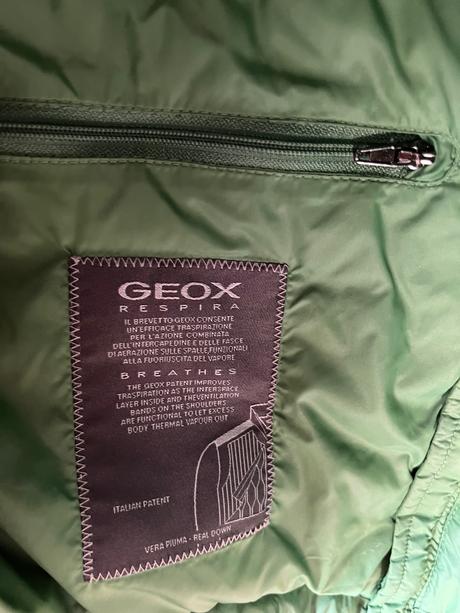 GEOX
RESPIRA
IL BREVETTO GEOX CONSENTE
UN'EFFICACE TRASPIRAZIONE
PER L'AZIONE COMBINATA
DELL'INTERCAPEDINE E DELLE FASCE
DI AERAZIONE SULLE SPALLE, FUNZIONALI
ALLA FUORIUSCITA DEL VAPORE
BREATHES
THE GEOX PATENT IMPROVES
TRASPIRATION AS THE INTERSPACE
LAYER INSIDE AND THEVENTILATION
BANDS ON THE SHOULDERS
ARE FUNCTIONAL TO LET EXCESS
BODY THERMAL VAPOUR OUT
ITALIAN PATENT
VERA PIUMA - REAL DOWN